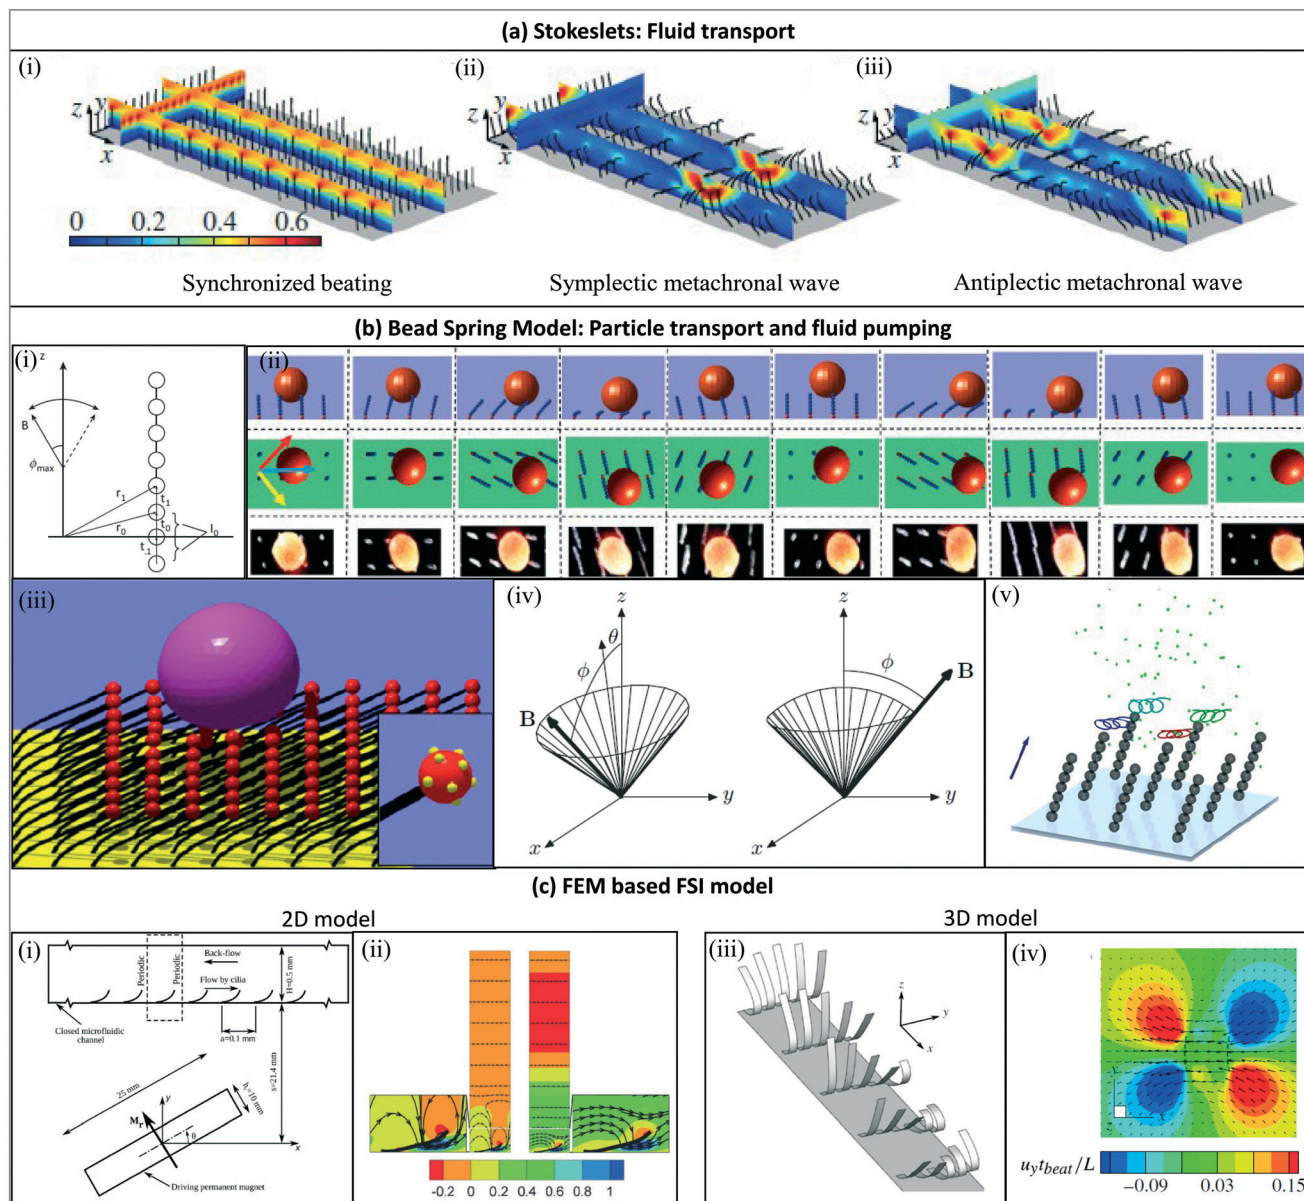 (a) Stokeslets: Fluid transport
(i)
(ii)
(iii)
z y
x
z y
x
z y
x
0 0.2 0.4 0.6
Synchronized beating
Symplectic metachronal wave
Antiplectic metachronal wave
(b) Bead Spring Model: Particle transport and fluid pumping
(i)
z
B
ϕmax
r1
r0
t1
t0
t-1
l0
(ii)
(iii)
(iv)
z
θ
ϕ
B
y
x
z
ϕ
B
y
x
(v)
(c) FEM based FSI model
2D model
3D model
(i)
Periodic
Periodic
Back-flow
Flow by cilia
H=0.5 mm
Closed microfluidic
channel
a=0.1 mm
s=21.4 mm
25 mm
h=10 mm
Mr
y
θ
x
Driving permanent magnet
(ii)
-0.2 0 0.2 0.4 0.6 0.8 1
(iii)
z
y
x
(iv)
uytbeat/L
−0.09 0.03 0.15